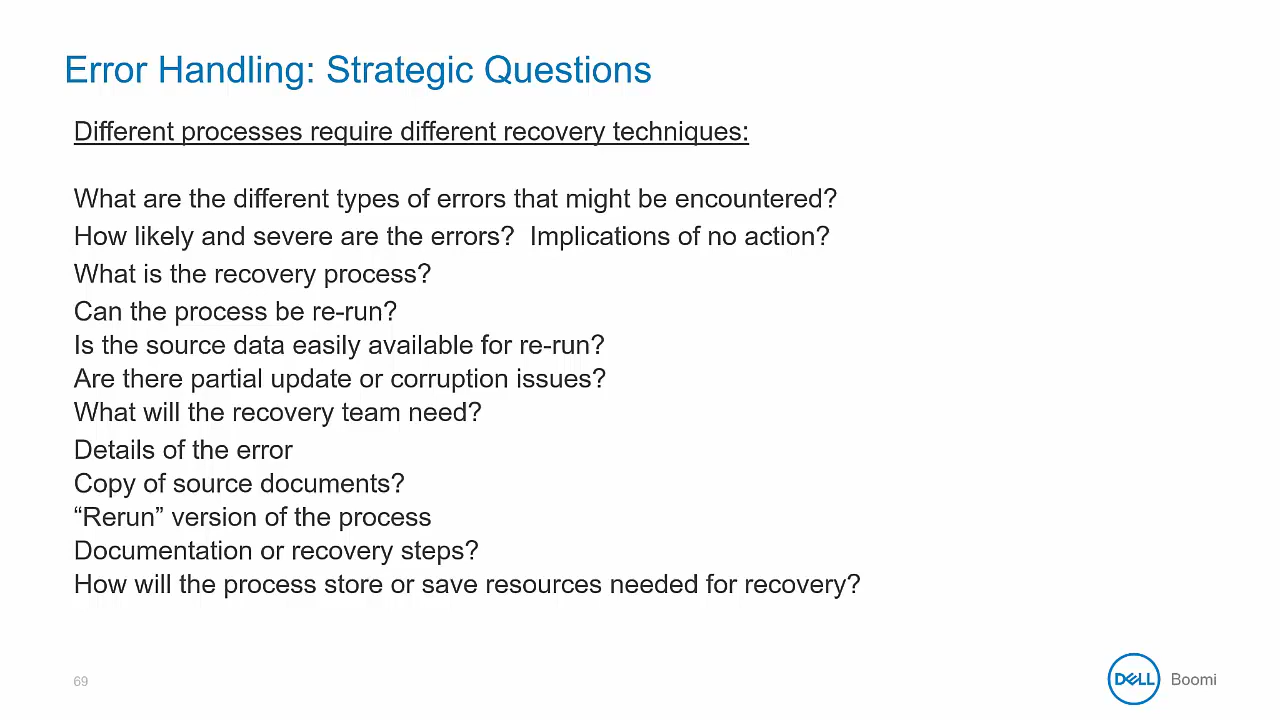 Error Handling: Strategic Questions
Different processes require different recovery techniques:
What are the different types of errors that might be encountered?
How likely and severe are the errors?  Implications of no action?
What is the recovery process?
Can the process be re-run?
Is the source data easily available for re-run?
Are there partial update or corruption issues?
What will the recovery team need?
Details of the error
Copy of source documents?
“Rerun” version of the process
Documentation or recovery steps?
How will the process store or save resources needed for recovery?
69
DELL Boomi